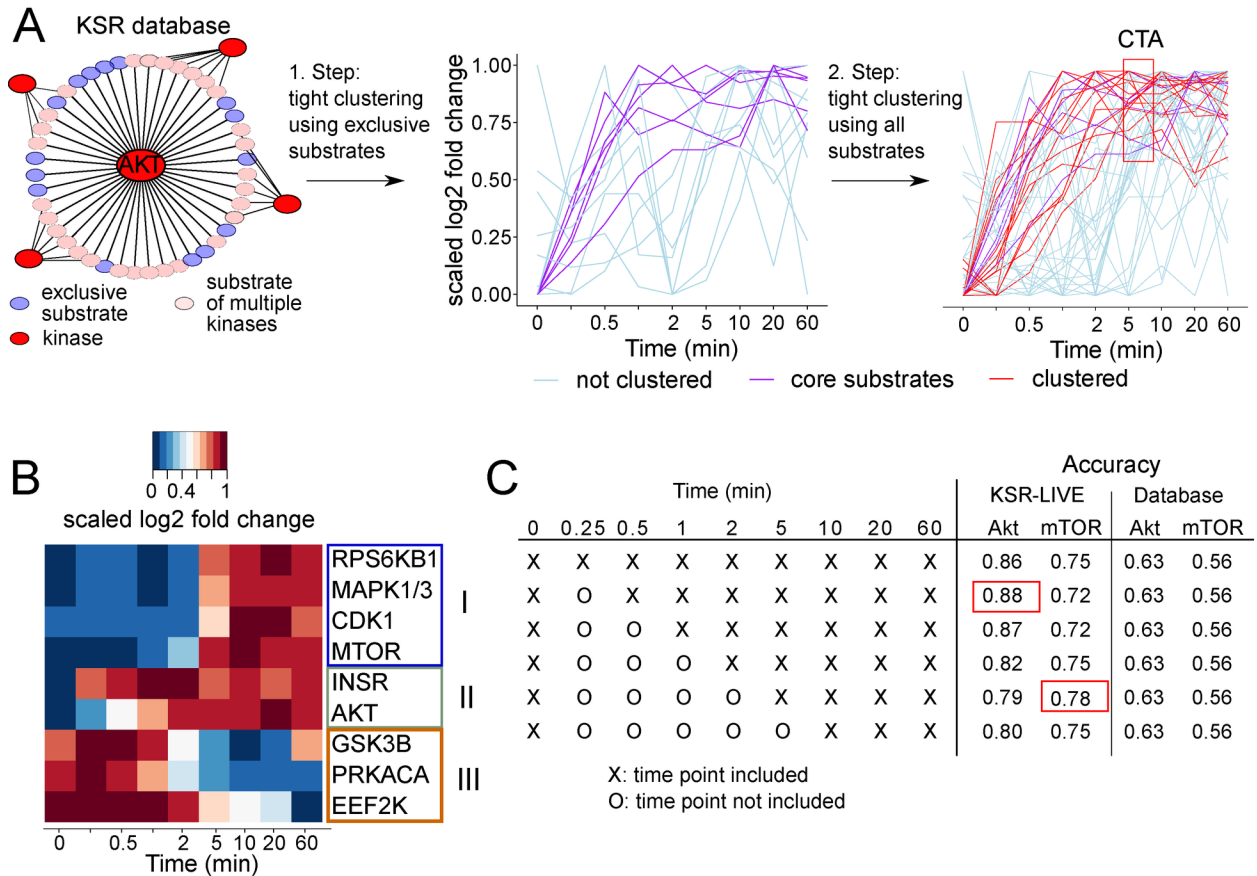 A
KSR database
AKT
exclusive
substrate
kinase
substrate
of multiple
kinases
1. Step:
tight clustering
using exclusive
substrates
scaled log2 fold change
1.00
0.75
0.50
0.25
0.00
0 0.5 2 5 10 20 60
Time (min)
2. Step:
tight clustering
using all
substrates
CTA
0 0.5 2 5 10 20 60
Time (min)
not clustered core substrates clustered
B
0 0.4 1
scaled log2 fold change
RPS6KB1
MAPK1/3
CDK1
MTOR
I
INSR
AKT
II
GSK3B
PRKACA
EEF2K
III
0 0.5 2 5 10 20 60
Time (min)
C
Accuracy
Time (min) KSR-LIVE Database
0 0.25 0.5 1 2 5 10 20 60 Akt mTOR Akt mTOR
X X X X X X X X X 0.86 0.75 0.63 0.56
X O X X X X X X X 0.88 0.72 0.63 0.56
X O O X X X X X X 0.87 0.72 0.63 0.56
X O O O X X X X X 0.82 0.75 0.63 0.56
X O O O O X X X X 0.79 0.78 0.63 0.56
X O O O O O X X X 0.80 0.75 0.63 0.56
X: time point included
O: time point not included